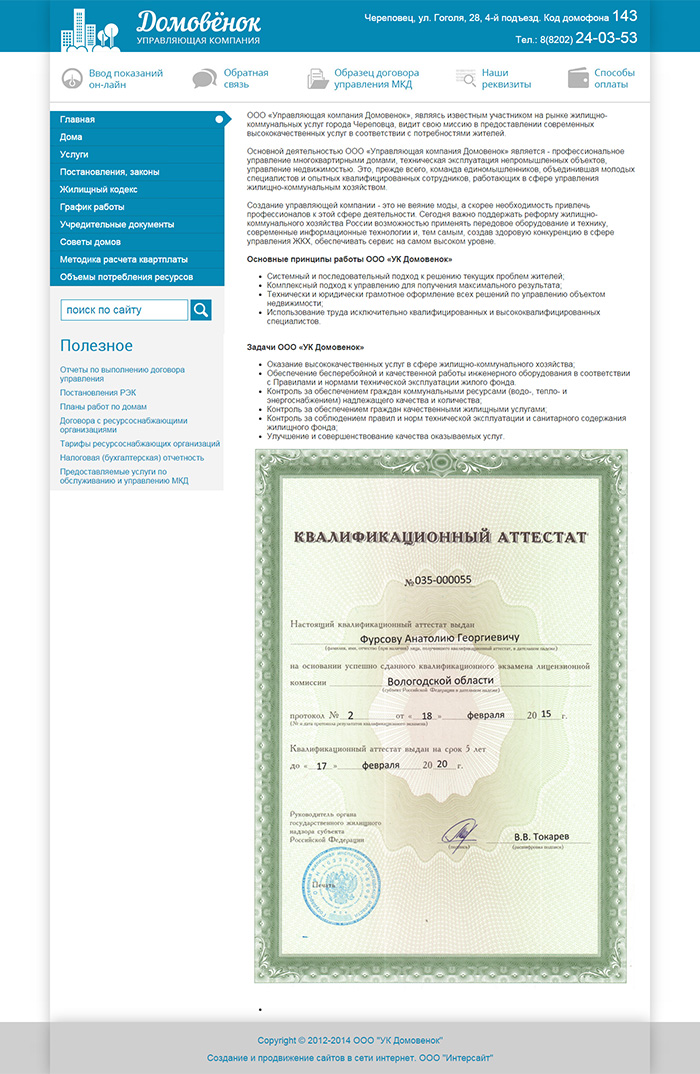 Домовёнок
УПРАВЛЯЮЩАЯ КОМПАНИЯ
Череповец, ул. Гоголя, 28, 4-й подъезд. Код домофона 143
Тел.: 8(8202) 24-03-53
Ввод показаний
он-лайн
Обратная
связь
Образец договора
управления МКД
Наши
реквизиты
Способы
оплаты
Главная
Дома
Услуги
Постановления, законы
Жилищный кодекс
График работы
Учредительные документы
Советы домов
Методика расчета квартплаты
Объемы потребления ресурсов
поиск по сайту
Полезное
Отчеты по выполнению договора
управления
Постановления РЭК
Планы работ по домам
Договора с ресурсоснабжающими
организациями
Тарифы ресурсоснабжающих организаций
Налоговая (бухгалтерская) отчетность
Предоставляемые услуги по
обслуживанию и управлению МКД
ООО «Управляющая компания Домовенок», являясь известным участником на рынке жилищно-
коммунальных услуг города Череповца, видит свою миссию в предоставлении современных
высококачественных услуг в соответствии с потребностями жителей.
Основной деятельностью ООО «Управляющая компания Домовенок» является - профессиональное
управление многоквартирными домами, техническая эксплуатация непромышленных объектов,
управление недвижимостью. Это, прежде всего, команда единомышленников, объединившая молодых
специалистов и опытных квалифицированных сотрудников, работающих в сфере управления
жилищно-коммунальным хозяйством.
Создание управляющей компании - это не веяние моды, а скорее необходимость привлечь
профессионалов к этой сфере деятельности. Сегодня важно поддержать реформу жилищно-
коммунального хозяйства России возможностью применять передовое оборудование и технику,
современные информационные технологии и, тем самым, создав здоровую конкуренцию в сфере
управления ЖКХ, обеспечивать сервис на самом высоком уровне.
Основные принципы работы ООО «УК Домовенок»
• Системный и последовательный подход к решению текущих проблем жителей;
• Комплексный подход к управлению для получения максимального результата;
• Технически и юридически грамотное оформление всех решений по управлению объектом
недвижимости;
• Использование труда исключительно квалифицированных и высококвалифицированных
специалистов.
Задачи ООО «УК Домовенок»
• Оказание высококачественных услуг в сфере жилищно-коммунального хозяйства;
• Обеспечение бесперебойной и качественной работы инженерного оборудования в соответствии
с Правилами и нормами технической эксплуатации жилого фонда.
• Контроль за обеспечением граждан коммунальными ресурсами (водо-, тепло- и
энергоснабжением) надлежащего качества и количества;
• Контроль за обеспечением граждан качественными жилищными услугами;
• Контроль за соблюдением правил и норм технической эксплуатации и санитарного содержания
жилищного фонда;
• Улучшение и совершенствование качества оказываемых услуг.
КВАЛИФИКАЦИОННЫЙ АТТЕСТАТ
№035-000055
Настоящий квалификационный аттестат выдан
Фурсову Анатолию Георгиевичу
(фамилия, имя, отчество (при наличии) лица, получившего квалификационный аттестат, в дательном падеже)
на основании успешно сданного квалификационного экзамена лицензионной
комиссии Вологодской области
(субъекта Российской Федерации в дательном падеже)
протокол № 2 от « 18 » февраля 20 15 г.
(№ и дата протокола результатов квалификационного экзамена)
Квалификационный аттестат выдан на срок 5 лет
до « 17 » февраля 20 20 г.
Руководитель органа
государственного жилищного
надзора субъекта
Российской Федерации
В.В. Токарев
(подпись) (расшифровка подписи)
Печать
Copyright © 2012-2014 ООО "УК Домовенок"
Создание и продвижение сайтов в сети интернет. ООО "Интерсайт"